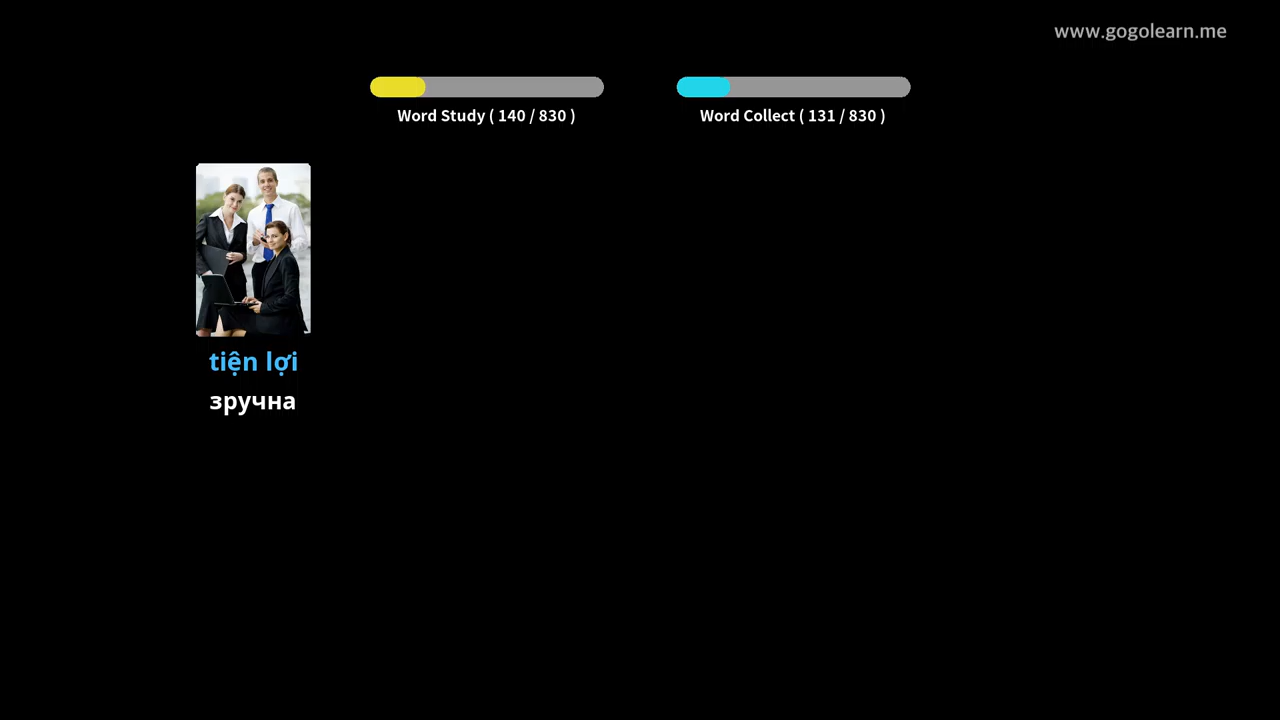 www.gogolearn.me
Word Study ( 140 / 830 )
Word Collect ( 131 / 830 )
tiện lợi
зручна